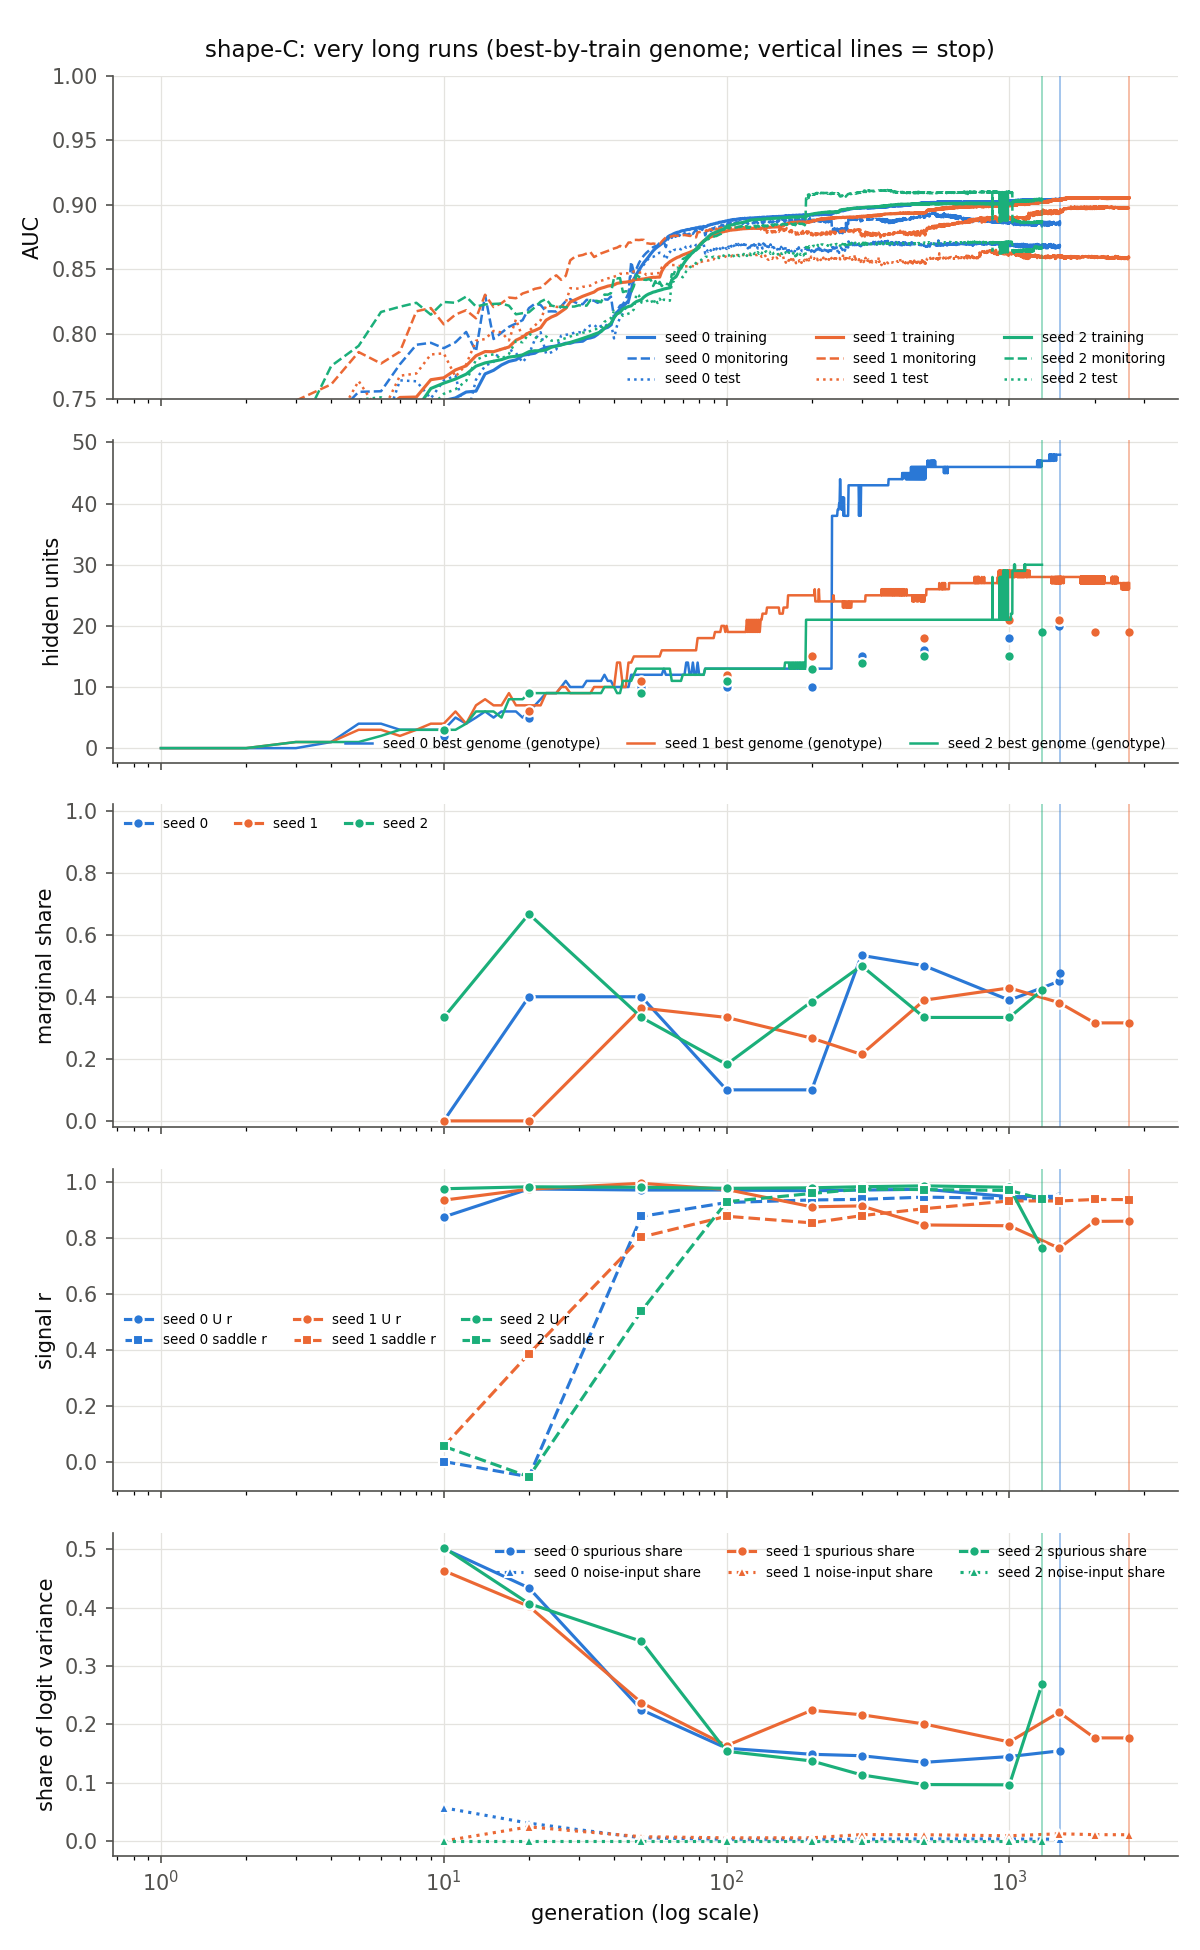 shape-C: very long runs (best-by-train genome; vertical lines = stop)
1.00
0.95
0.90
0.85
0.80
0.75
AUC
seed 0 training
seed 1 training
seed 2 training
seed 0 monitoring
seed 1 monitoring
seed 2 monitoring
seed 0 test
seed 1 test
seed 2 test
50
40
30
20
10
0
hidden units
seed 0 best genome (genotype)
seed 1 best genome (genotype)
seed 2 best genome (genotype)
1.0
0.8
0.6
0.4
0.2
0.0
marginal share
seed 0
seed 1
seed 2
1.0
0.8
0.6
0.4
0.2
0.0
signal r
seed 0 U r
seed 1 U r
seed 2 U r
seed 0 saddle r
seed 1 saddle r
seed 2 saddle r
0.5
0.4
0.3
0.2
0.1
0.0
share of logit variance
seed 0 spurious share
seed 1 spurious share
seed 2 spurious share
seed 0 noise-input share
seed 1 noise-input share
seed 2 noise-input share
10⁰
10¹
10²
10³
generation (log scale)